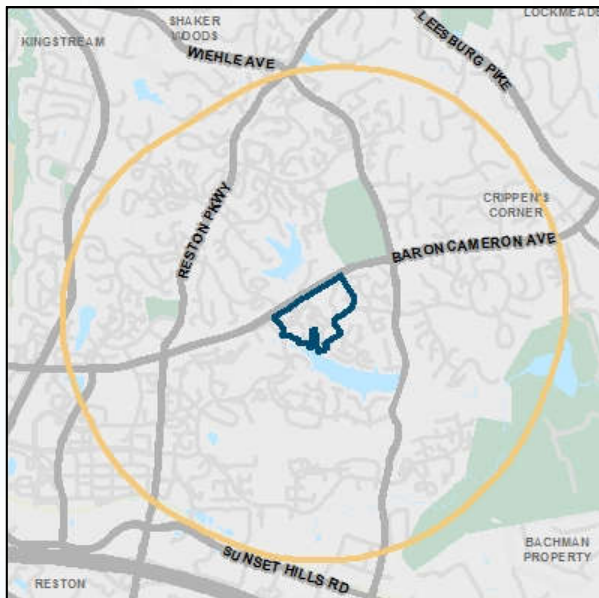 LOCKMEADE
SHAKER
WOODS
KINGSTREAM
WIEHLE AVE
LEESBURG PIKE
RESTON PKWY
CRIPPEN'S
CORNER
BARON CAMERON AVE
SUNSET HILLS RD
BACHMAN
PROPERTY
RESTON